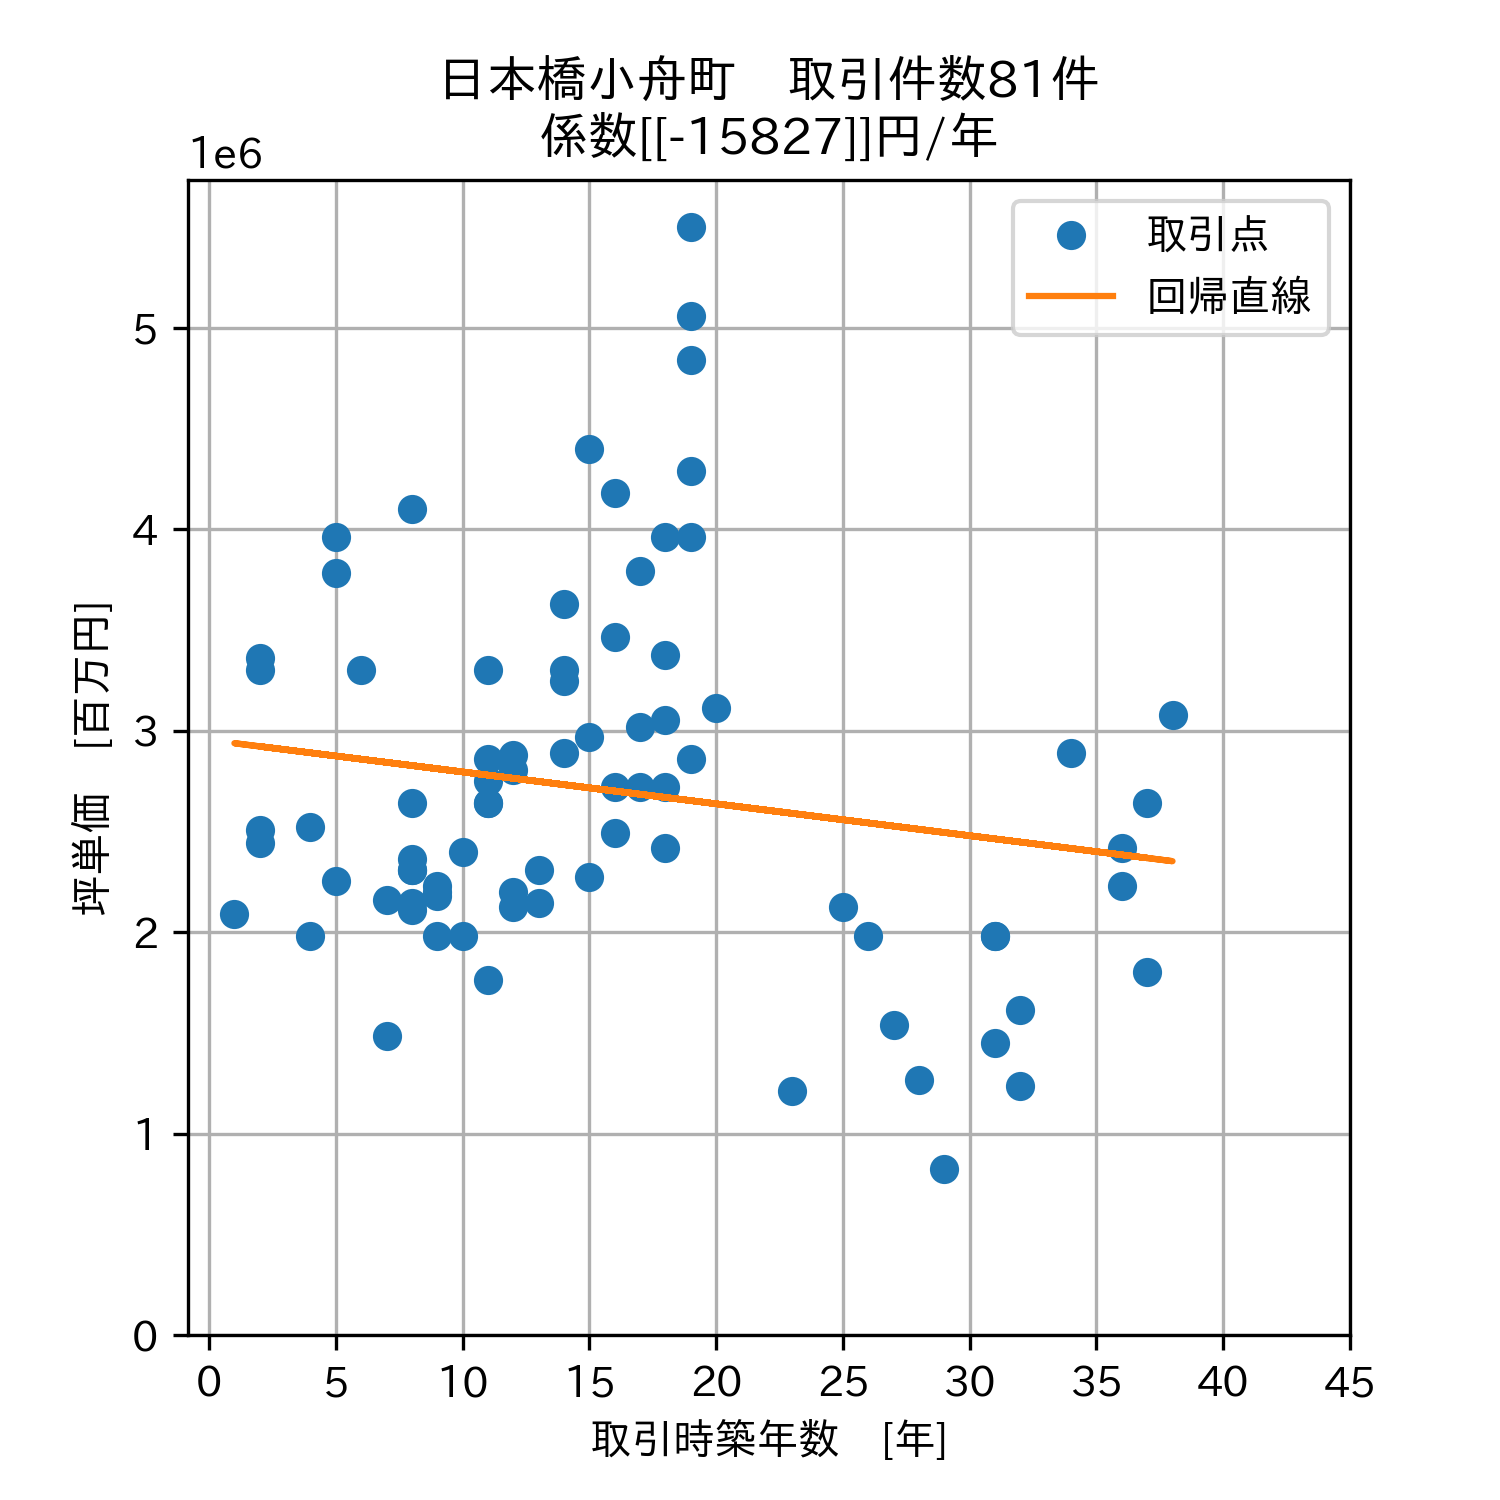 日本橋小舟町　取引件数81件
係数[[-15827]]円/年
1e6
取引点
回帰直線
5
4
3
2
1
0
坪単価　[百万円]
0 5 10 15 20 25 30 35 40 45
取引時築年数　[年]